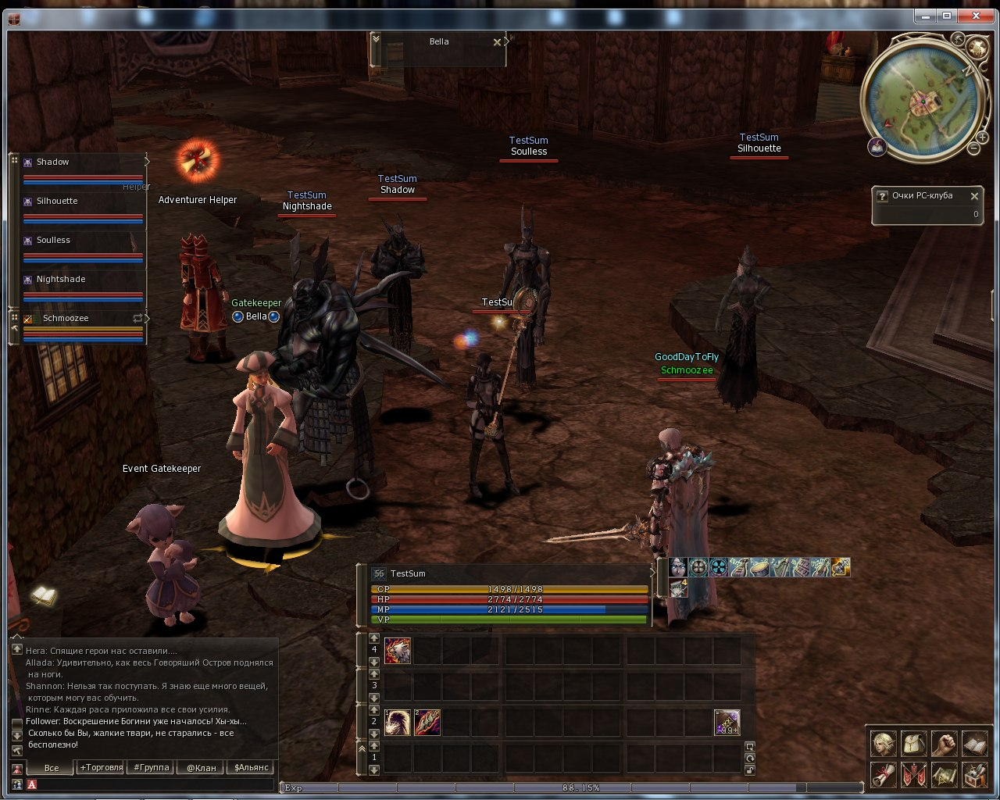 Bella
N
Shadow
Silhouette
Soulless
Nightshade
Schmoozee
Helper
Adventurer Helper
TestSum
Nightshade
TestSum
Shadow
TestSum
Soulless
TestSum
Silhouette
Очки PC-клуба
0
TestSu
Gatekeeper
Bella
GoodDayToFly
Schmoozee
Event Gatekeeper
56 TestSum
CP 1498/1498
HP 2774/2774
MP 2121/2515
VP
4
4
3
2
2
99+
1
Нега: Спящие герои нас оставили....
Allada: Удивительно, как весь Говоряший Остров поднялся
на ноги.
Shannon: Нельзя так поступать. Я знаю еще много вещей,
которым могу вас обучить.
Rinne: Каждая раса приложила все свои усилия.
Follower: Воскрешение Богини уже началось! Хы-хы...
Сколько бы Вы, жалкие твари, не старались - все
бесполезно!
Все +Торговля #Группа @Клан $Альянс
A
Exp 88.15%